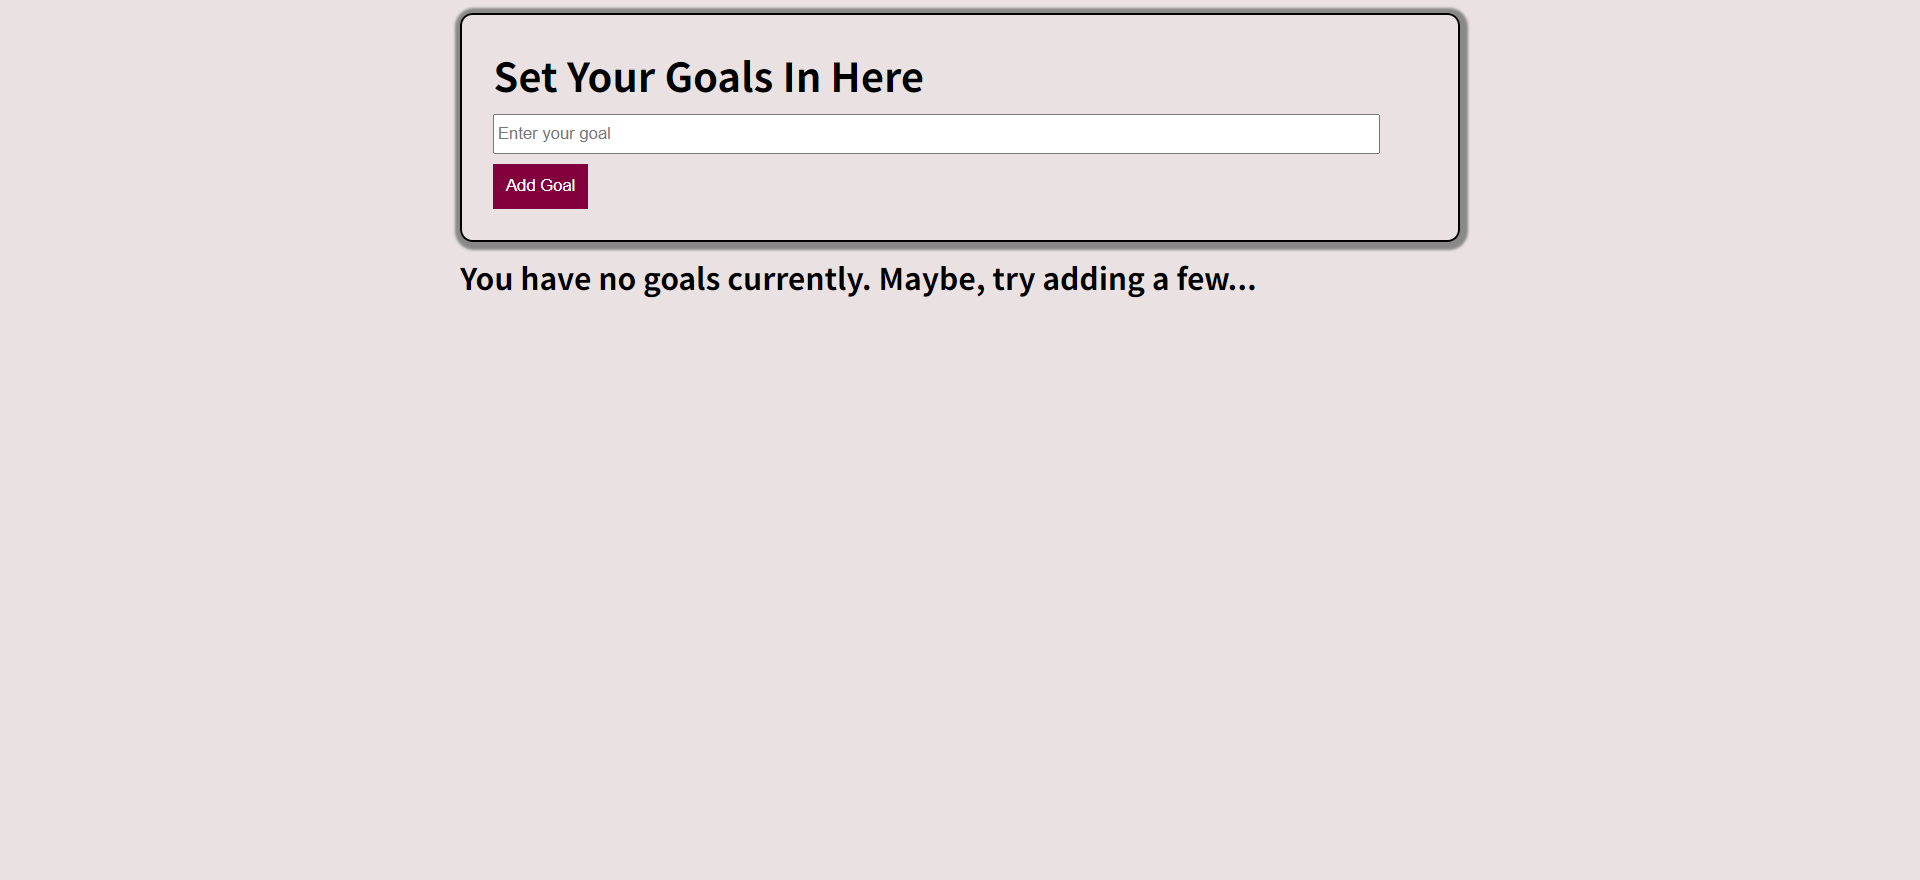 Set Your Goals In Here
Enter your goal
Add Goal
You have no goals currently. Maybe, try adding a few...